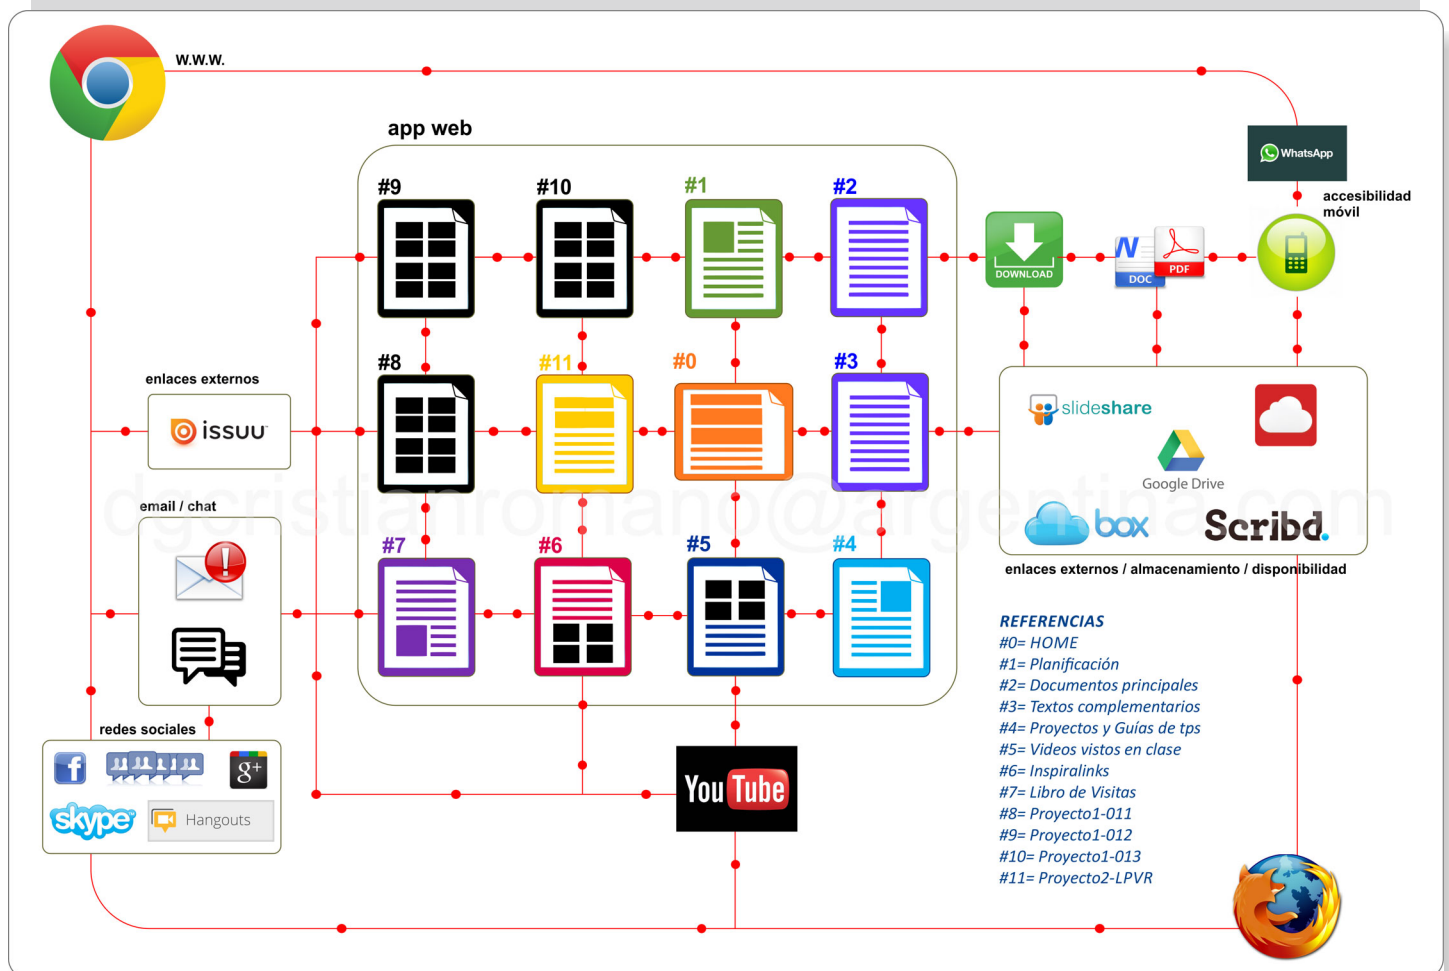 W.W.W.
app web
WhatsApp
accesibilidad
móvil
#9
#10
#1
#2
DOWNLOAD
W
DOC
PDF
enlaces externos
issuu
#8
#11
#0
#3
slideshare
Google Drive
box
Scribd.
enlaces externos / almacenamiento / disponibilidad
dgcristianromano@argentina.com
email / chat
!
#7
#6
#5
#4
redes sociales
f
g+
skype
Hangouts
You Tube
REFERENCIAS
#0= HOME
#1= Planificación
#2= Documentos principales
#3= Textos complementarios
#4= Proyectos y Guías de tps
#5= Videos vistos en clase
#6= Inspiralinks
#7= Libro de Visitas
#8= Proyecto1-011
#9= Proyecto1-012
#10= Proyecto1-013
#11= Proyecto2-LPVR